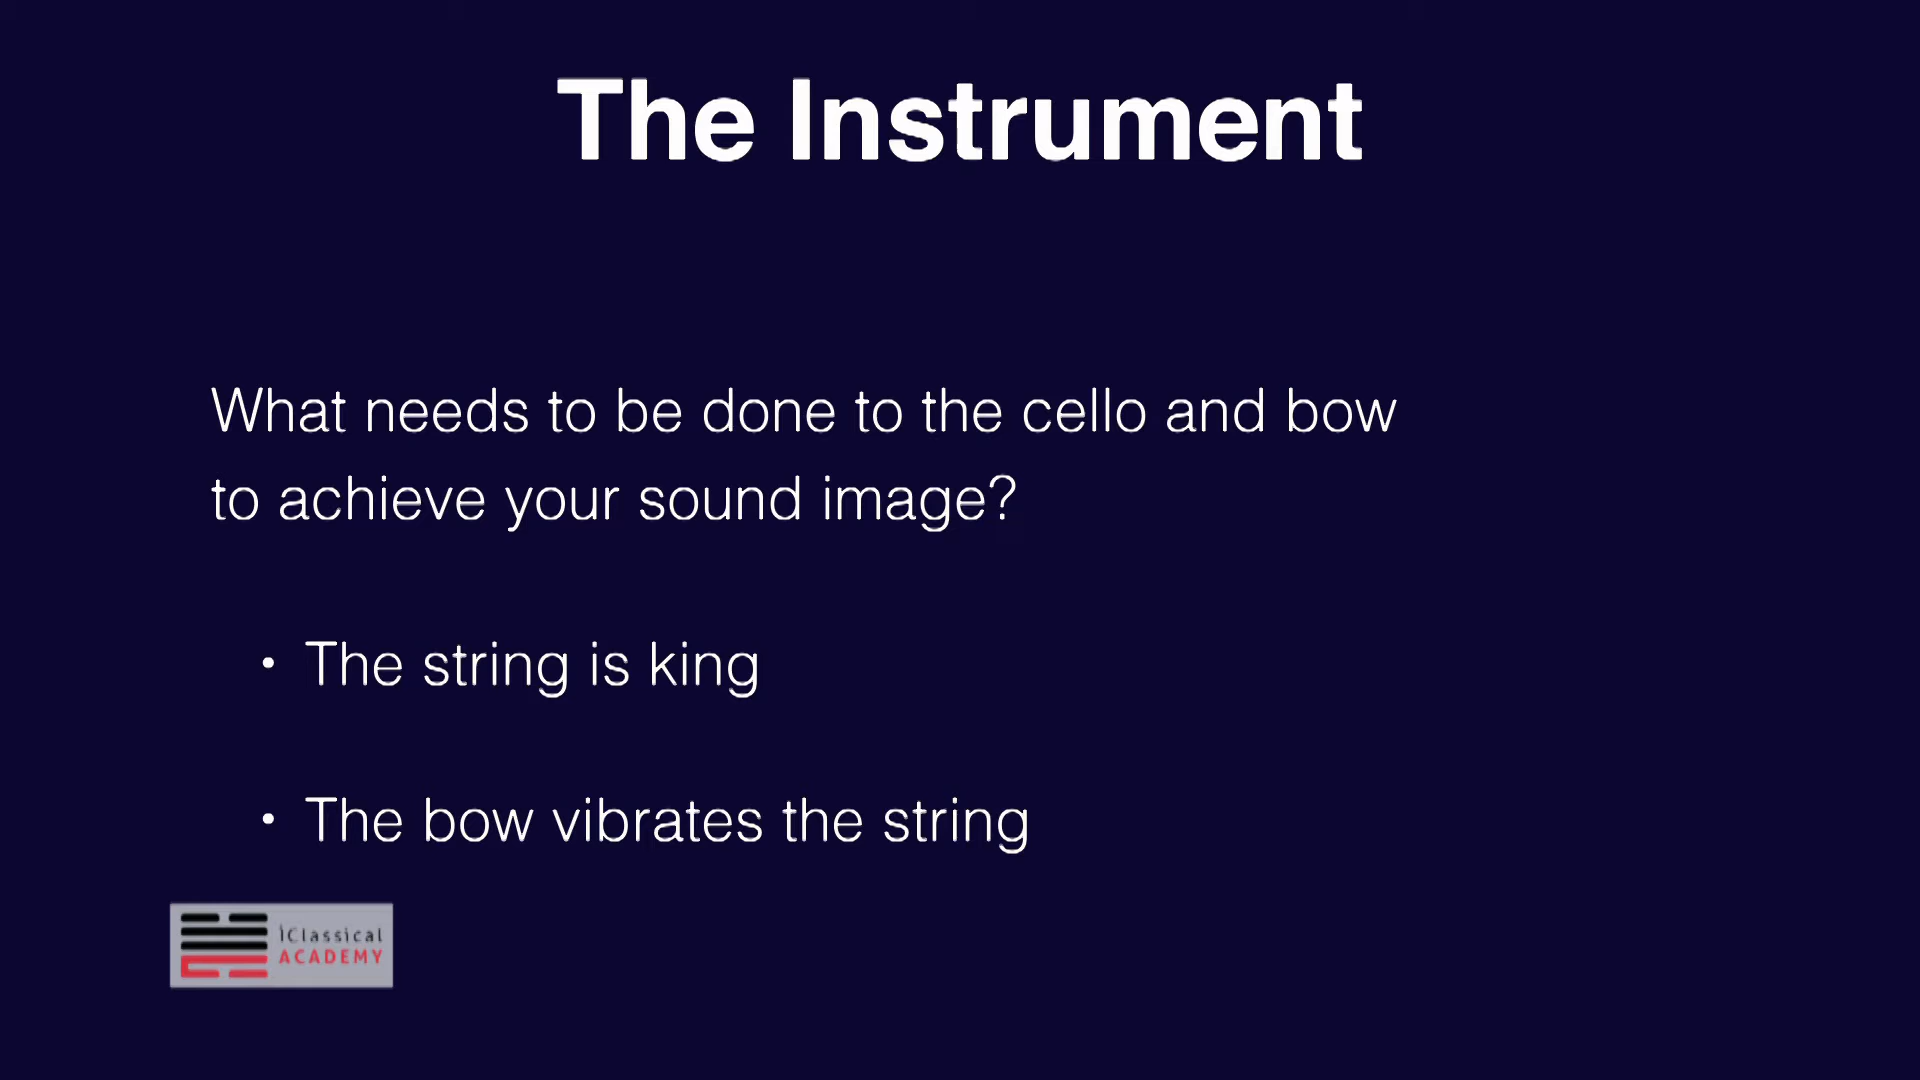 The Instrument
What needs to be done to the cello and bow
to achieve your sound image?
• The string is king
• The bow vibrates the string
iClassical
ACADEMY